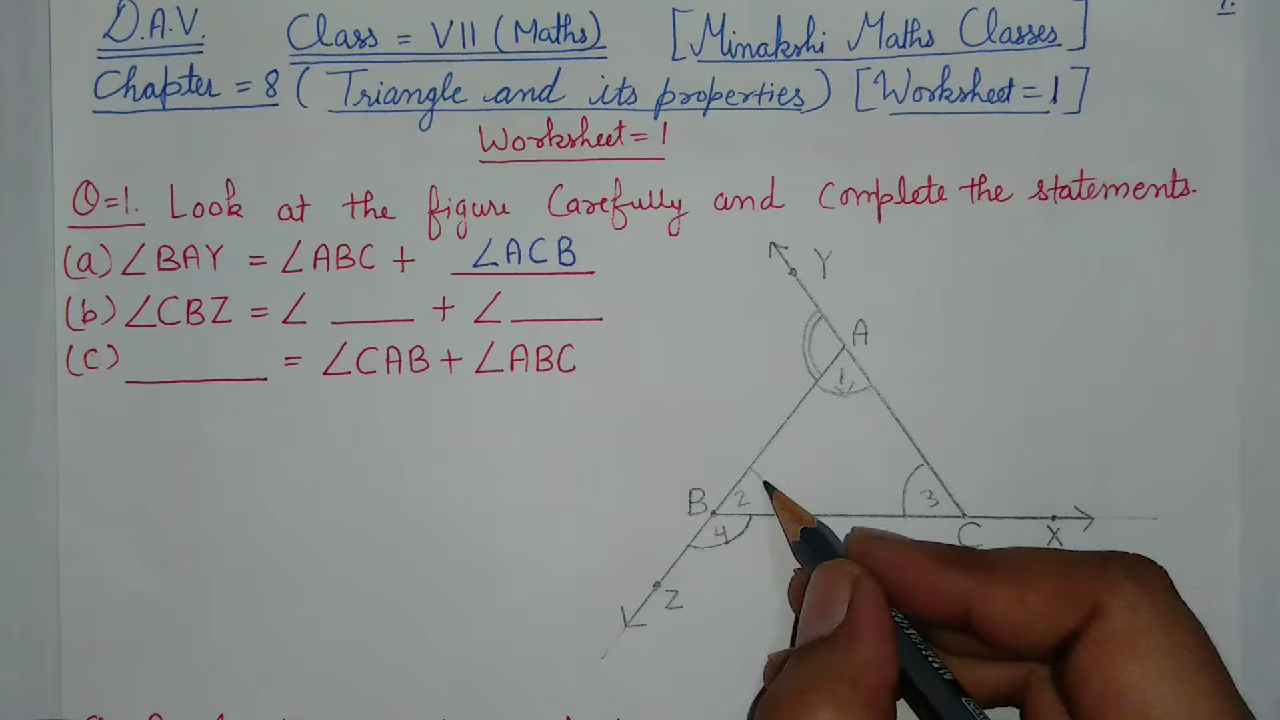 D.A.V. Class = VII (Maths) [Minakshi Maths Classes]
Chapter = 8 (Triangle and its properties) [Worksheet = 1]
Worksheet = 1
Q=1. Look at the figure Carefully and Complete the statements.
(a) ∠BAY = ∠ABC + ∠ACB
(b) ∠CBZ = ∠ ____ + ∠ ____
(c) ____ = ∠CAB + ∠ABC
Y
A
1
B 2 3
4 C X
Z